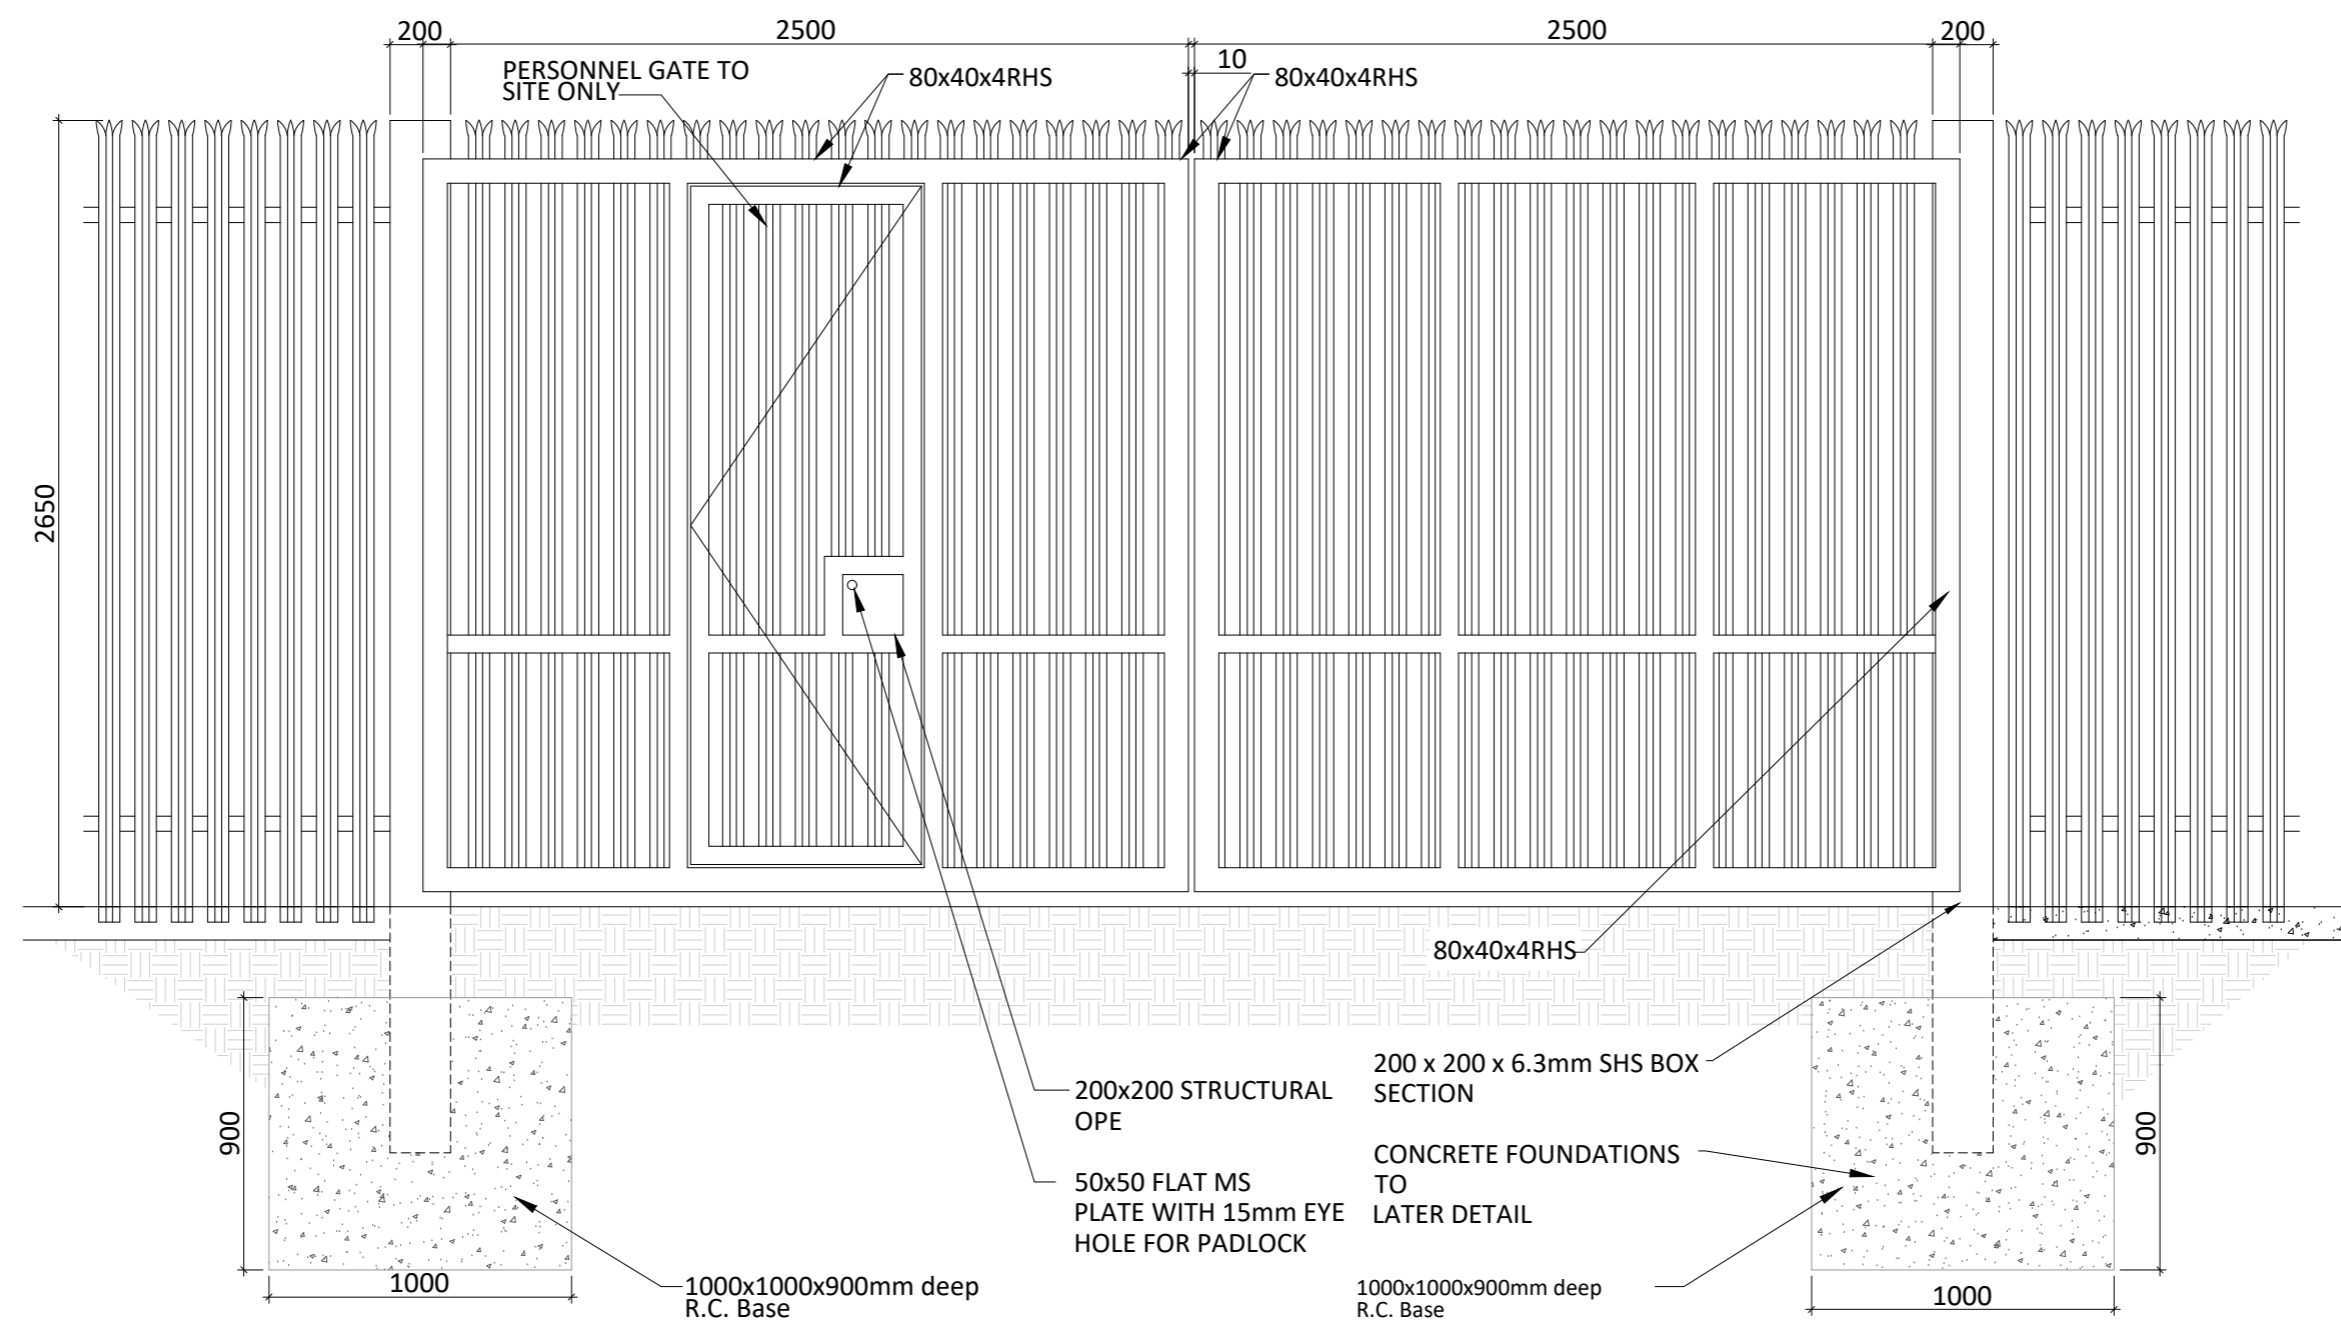 200
2500
2500
200
10
PERSONNEL GATE TO
SITE ONLY
80x40x4RHS
80x40x4RHS
2650
80x40x4RHS
200x200 STRUCTURAL
OPE
200 x 200 x 6.3mm SHS BOX
SECTION
900
900
CONCRETE FOUNDATIONS
TO
LATER DETAIL
50x50 FLAT MS
PLATE WITH 15mm EYE
HOLE FOR PADLOCK
1000
1000x1000x900mm deep
R.C. Base
1000x1000x900mm deep
R.C. Base
1000